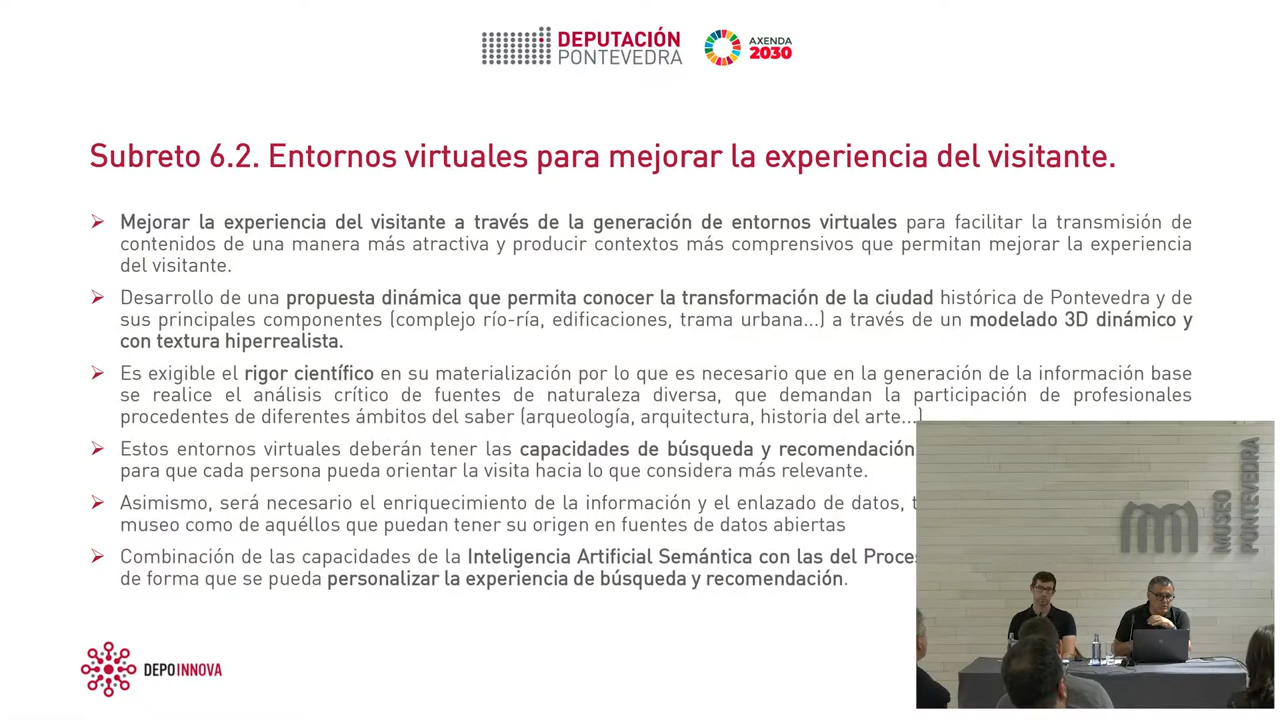 DEPUTACIÓN
PONTEVEDRA
AXENDA
2030
Subreto 6.2. Entornos virtuales para mejorar la experiencia del visitante.
Mejorar la experiencia del visitante a través de la generación de entornos virtuales para facilitar la transmisión de
contenidos de una manera más atractiva y producir contextos más comprensivos que permitan mejorar la experiencia
del visitante.
Desarrollo de una propuesta dinámica que permita conocer la transformación de la ciudad histórica de Pontevedra y de
sus principales componentes (complejo río-ría, edificaciones, trama urbana...) a través de un modelado 3D dinámico y
con textura hiperrealista.
Es exigible el rigor científico en su materialización por lo que es necesario que en la generación de la información base
se realice el análisis crítico de fuentes de naturaleza diversa, que demandan la participación de profesionales
procedentes de diferentes ámbitos del saber (arqueología, arquitectura, historia del arte...)
Estos entornos virtuales deberán tener las capacidades de búsqueda y recomendación
para que cada persona pueda orientar la visita hacia lo que considera más relevante.
Asimismo, será necesario el enriquecimiento de la información y el enlazado de datos,
museo como de aquéllos que puedan tener su origen en fuentes de datos abiertas
Combinación de las capacidades de la Inteligencia Artificial Semántica con las del Proces
de forma que se pueda personalizar la experiencia de búsqueda y recomendación.
DEPOINNOVA
MUSEO
PONTEVEDRA